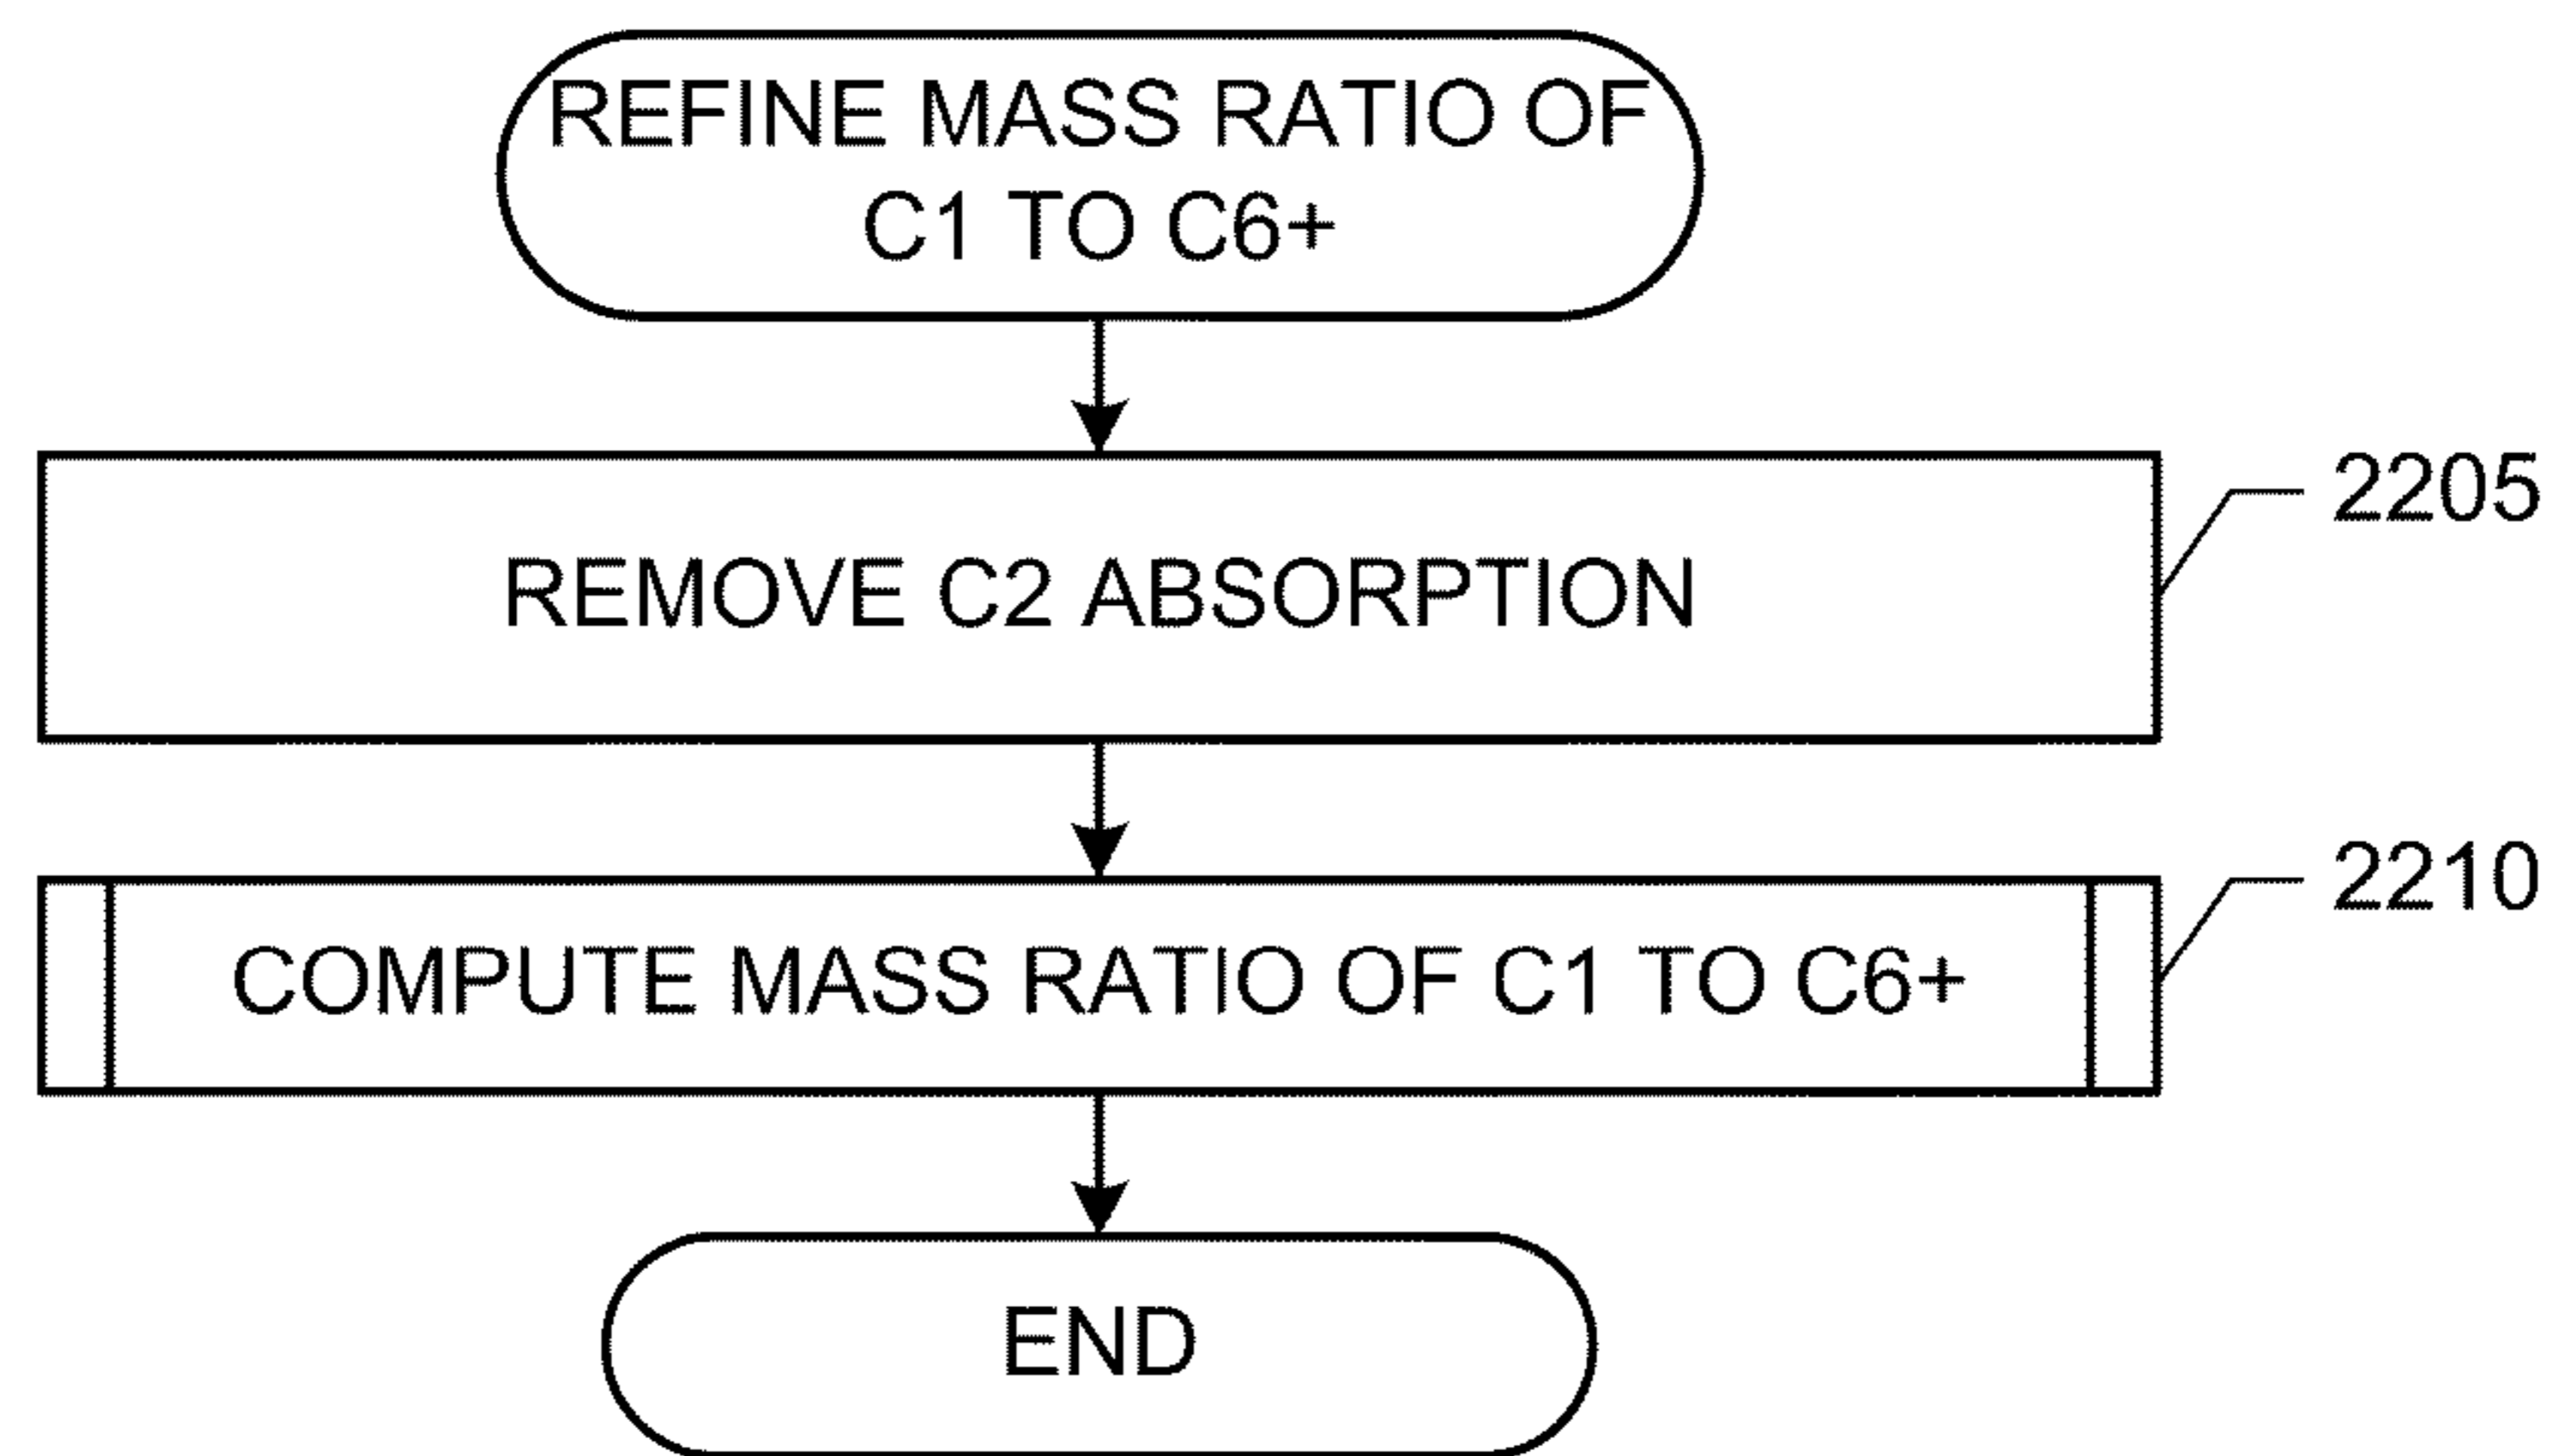 REFINE MASS RATIO OF
C1 TO C6+
2205
REMOVE C2 ABSORPTION
2210
COMPUTE MASS RATIO OF C1 TO C6+
END